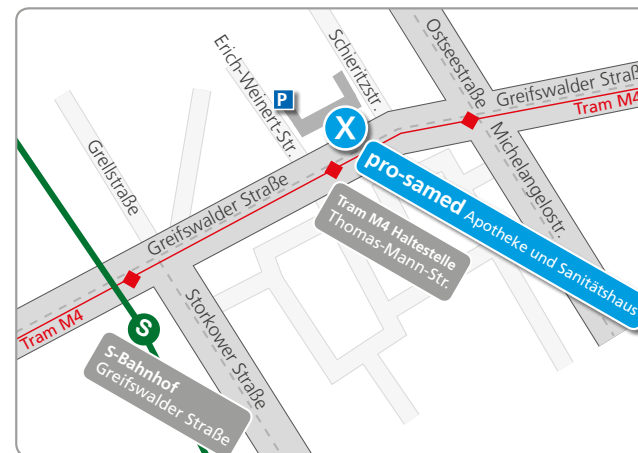 Ostseestraße
Erich-Weinert-Str.
Schieritzstr.
Greifswalder Straße
Tram M4
P
X
Michelangelostr.
pro-samed Apotheke und Sanitätshaus
Grellstraße
Greifswalder Straße
Tram M4 Haltestelle
Thomas-Mann-Str.
Tram M4
S
Storkower Straße
S-Bahnhof
Greifswalder Straße